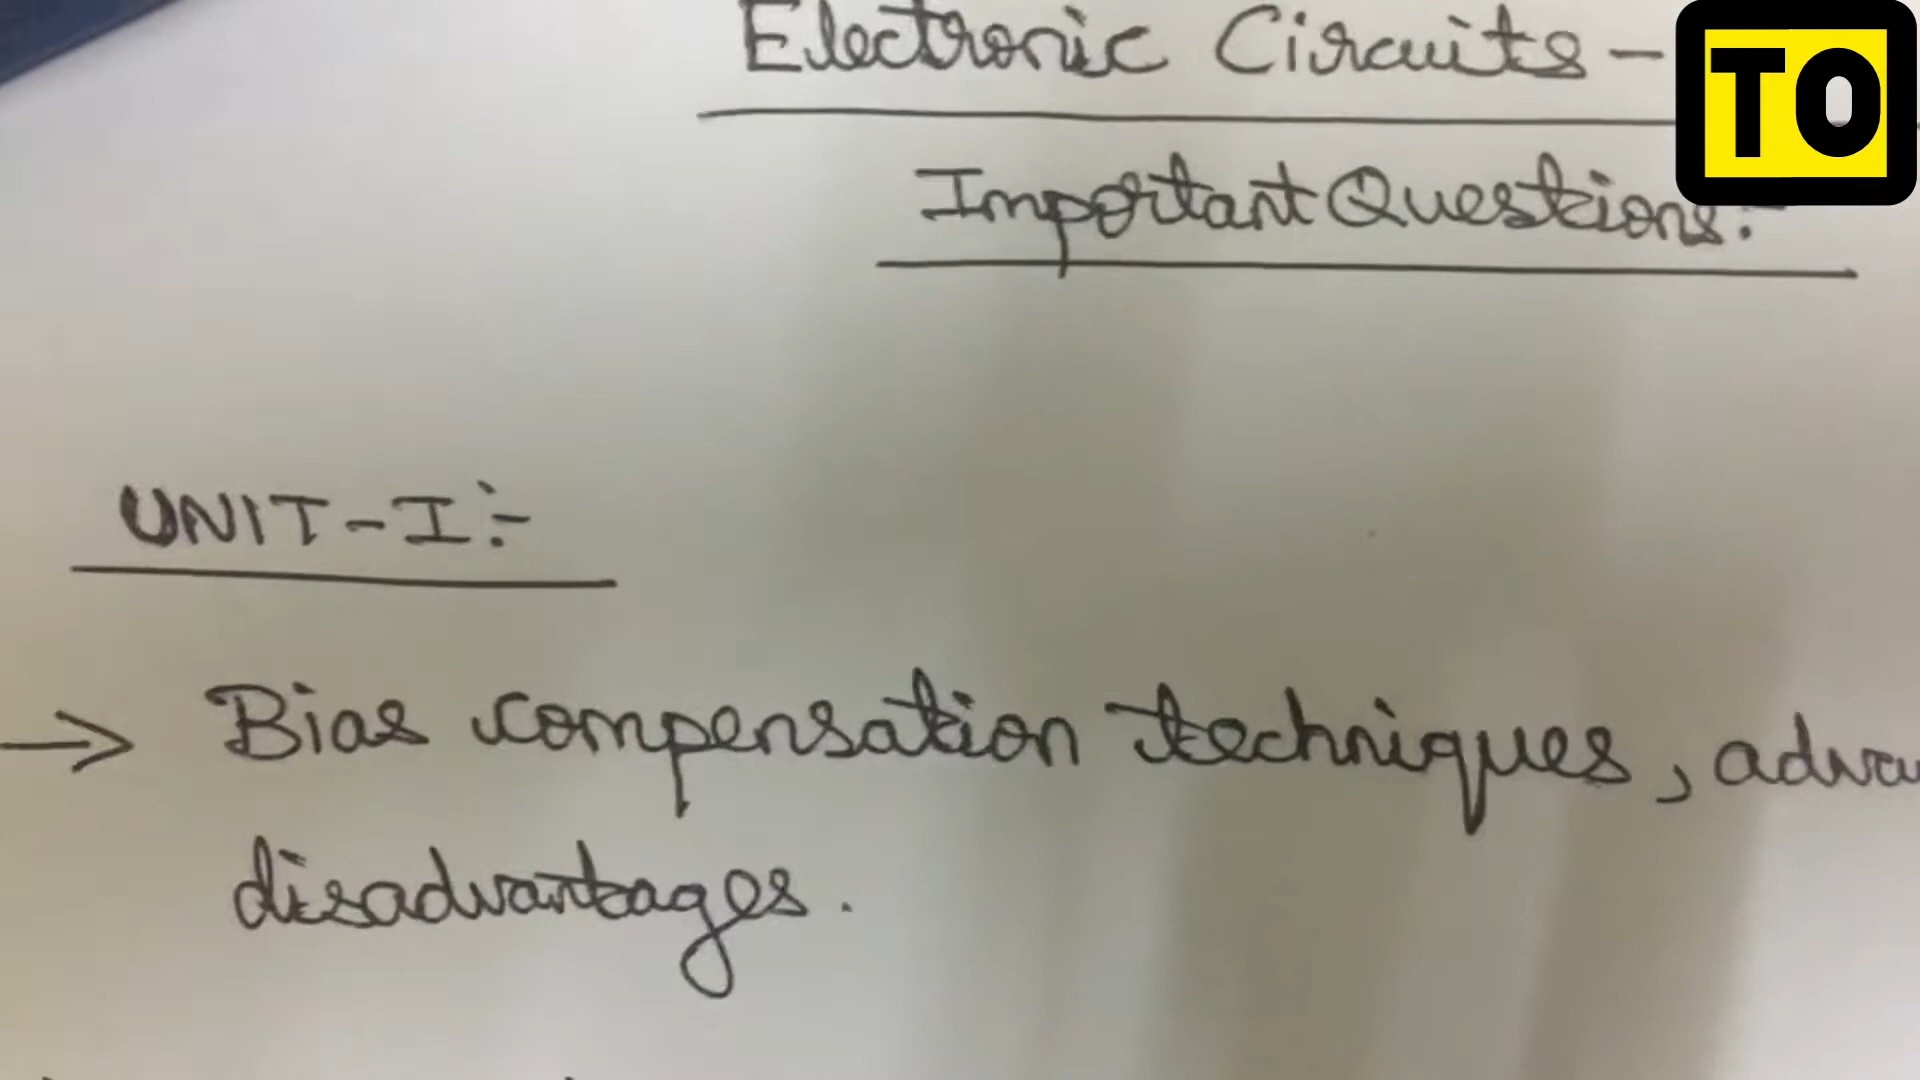 Electronic Circuits -
TO
Important Questions:-
UNIT-I:-
→ Bias compensation techniques,
disadvantages.